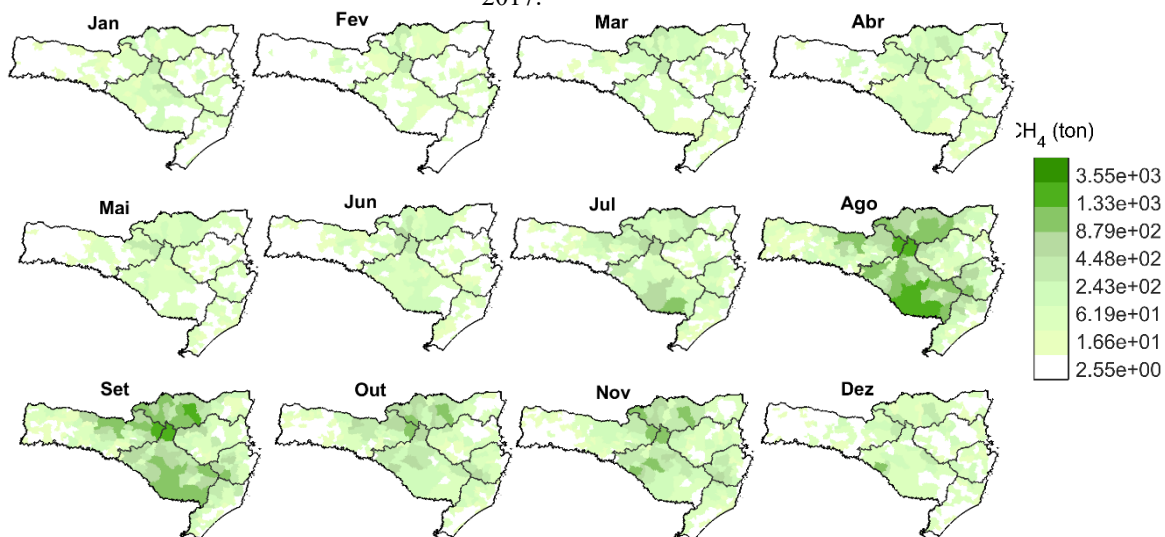 2017.
Jan
Fev
Mar
Abr
CH₄ (ton)
3.55e+03
1.33e+03
8.79e+02
4.48e+02
2.43e+02
6.19e+01
1.66e+01
2.55e+00
Mai
Jun
Jul
Ago
Set
Out
Nov
Dez